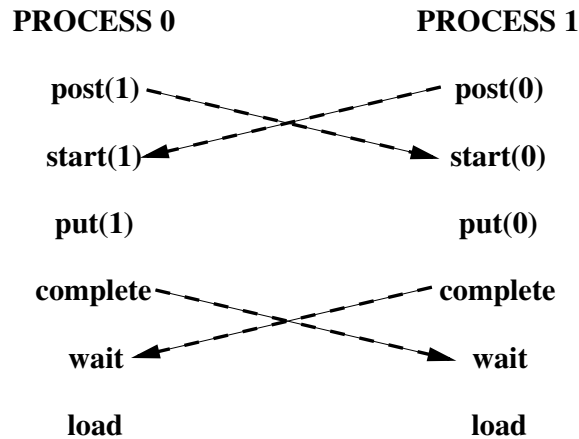 PROCESS 0 PROCESS 1
post(1) post(0)
start(1) start(0)
put(1) put(0)
complete complete
wait wait
load load